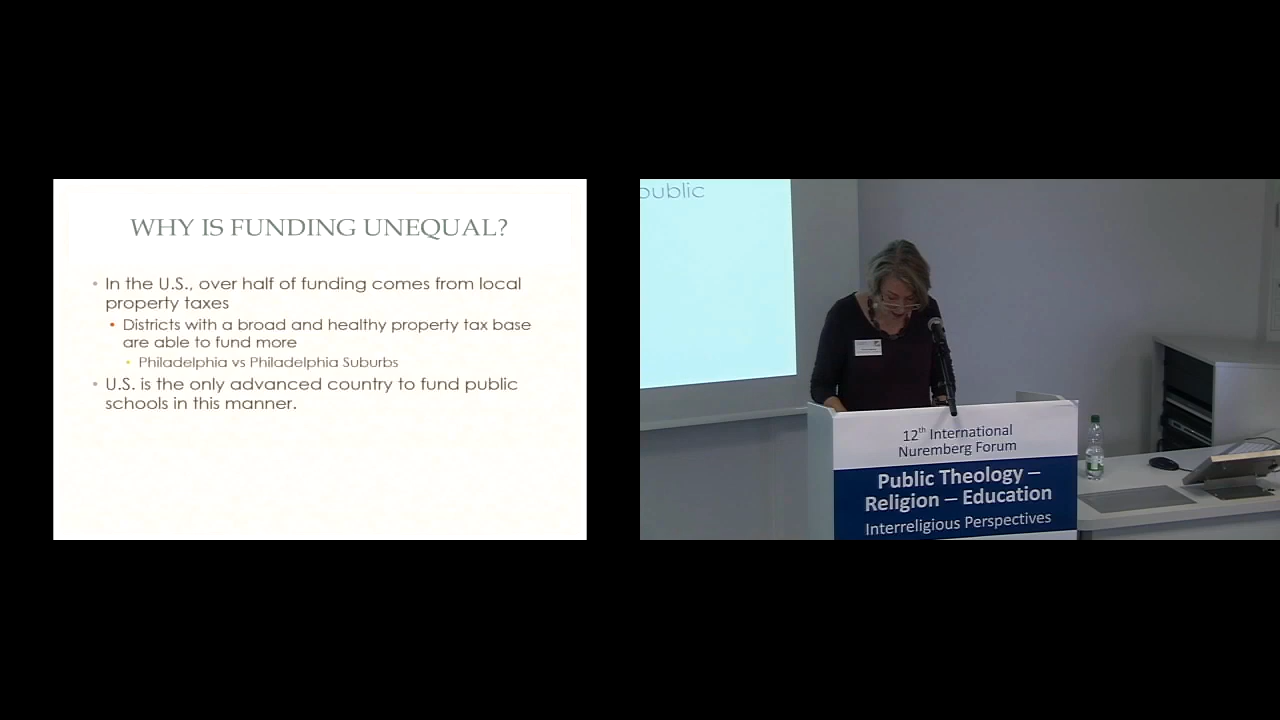 WHY IS FUNDING UNEQUAL?
• In the U.S., over half of funding comes from local
property taxes
• Districts with a broad and healthy property tax base
are able to fund more
• Philadelphia vs Philadelphia Suburbs
• U.S. is the only advanced country to fund public
schools in this manner.
public
12th International
Nuremberg Forum
Public Theology –
Religion – Education
Interreligious Perspectives